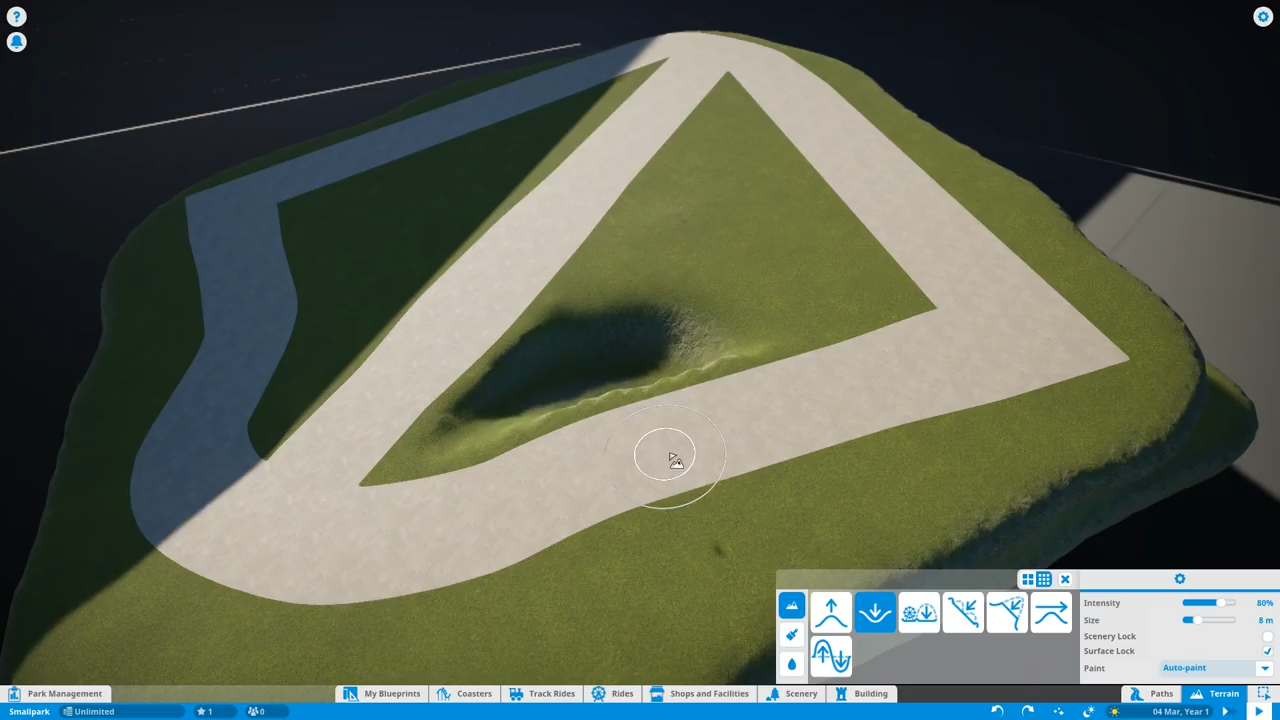 ?
Intensity 80%
Size 8 m
Scenery Lock
Surface Lock
Paint Auto-paint
Park Management My Blueprints Coasters Track Rides Rides Shops and Facilities Scenery Building Paths Terrain
Smallpark Unlimited 1 0 04 Mar, Year 1